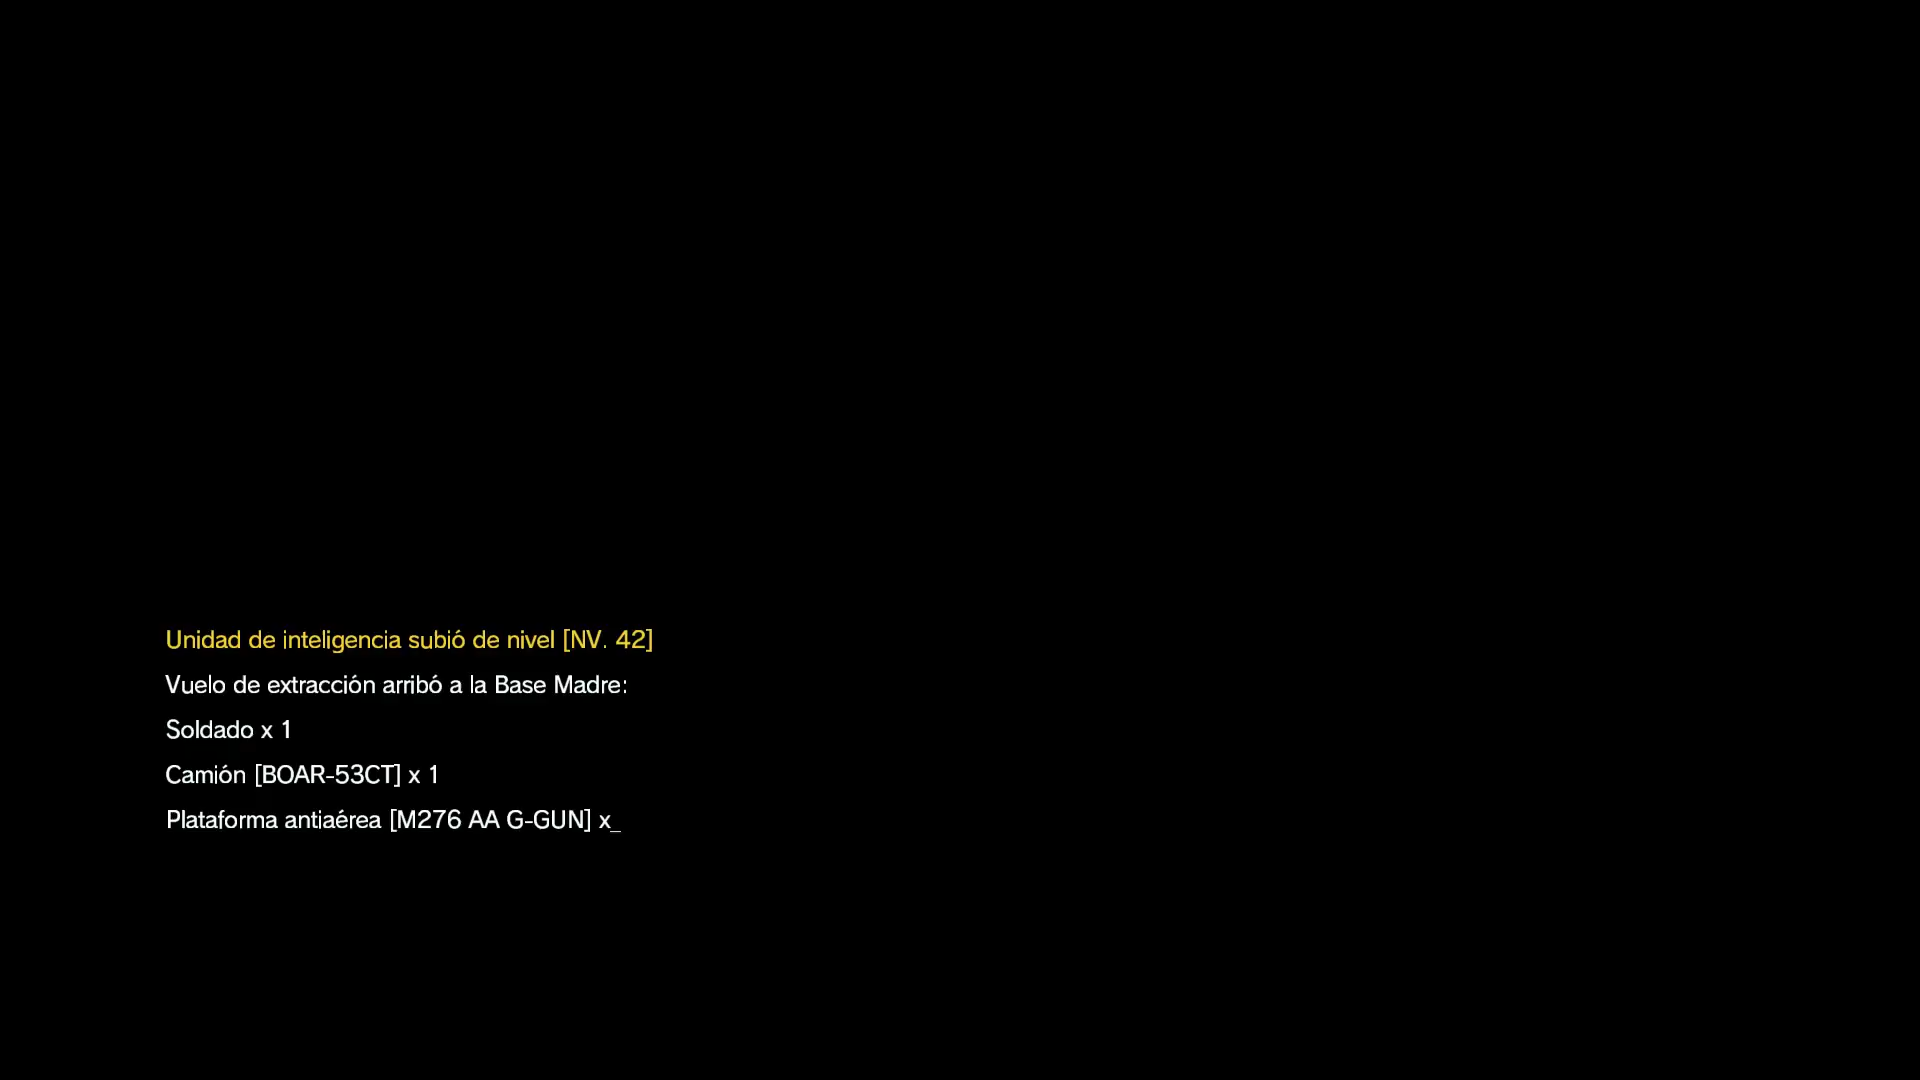 Unidad de inteligencia subió de nivel [NV. 42]
Vuelo de extracción arribó a la Base Madre:
Soldado x 1
Camión [BOAR-53CT] x 1
Plataforma antiaérea [M276 AA G-GUN] x_